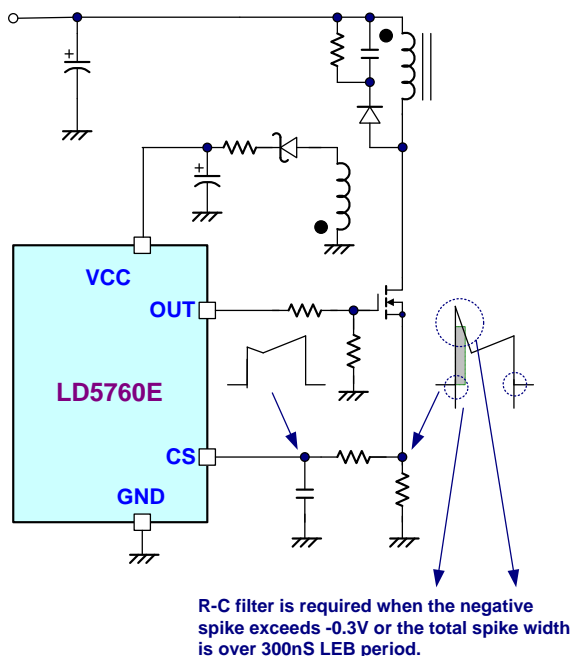 +
+
VCC
OUT
LD5760E
CS
GND
R-C filter is required when the negative
spike exceeds -0.3V or the total spike width
is over 300nS LEB period.